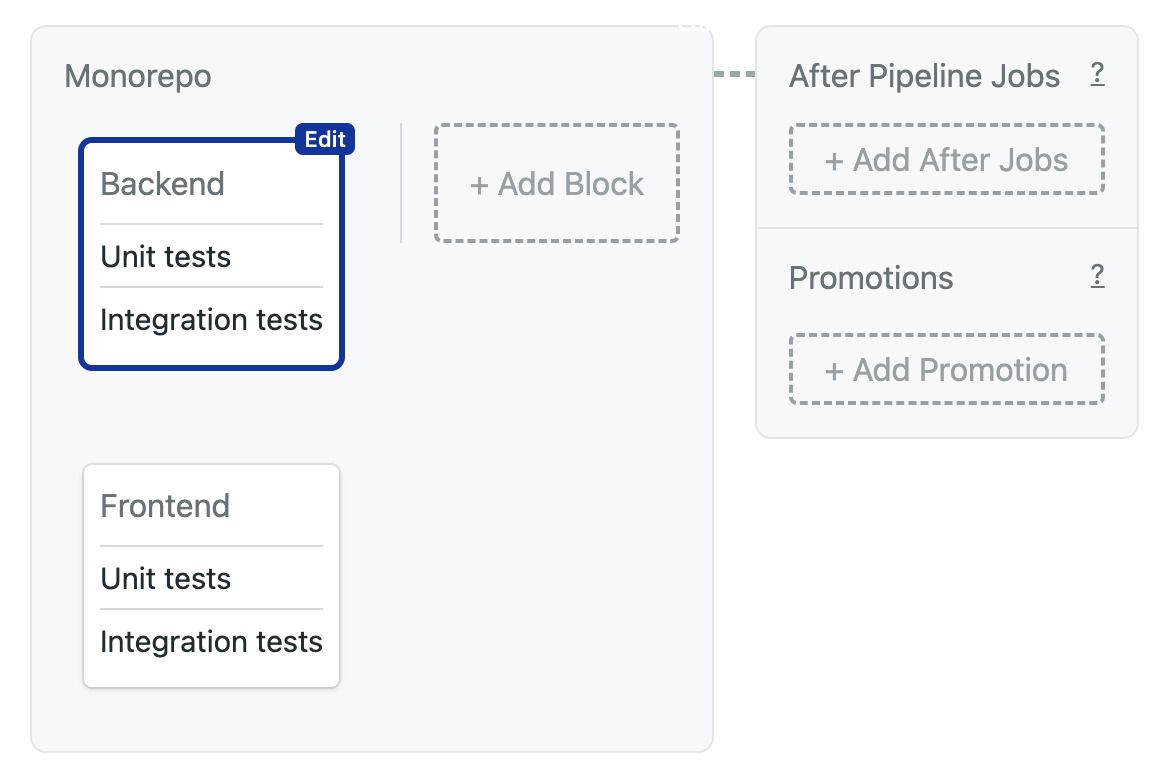 Monorepo
Edit
Backend
Unit tests
Integration tests
+ Add Block
Frontend
Unit tests
Integration tests
After Pipeline Jobs ?
+ Add After Jobs
Promotions ?
+ Add Promotion